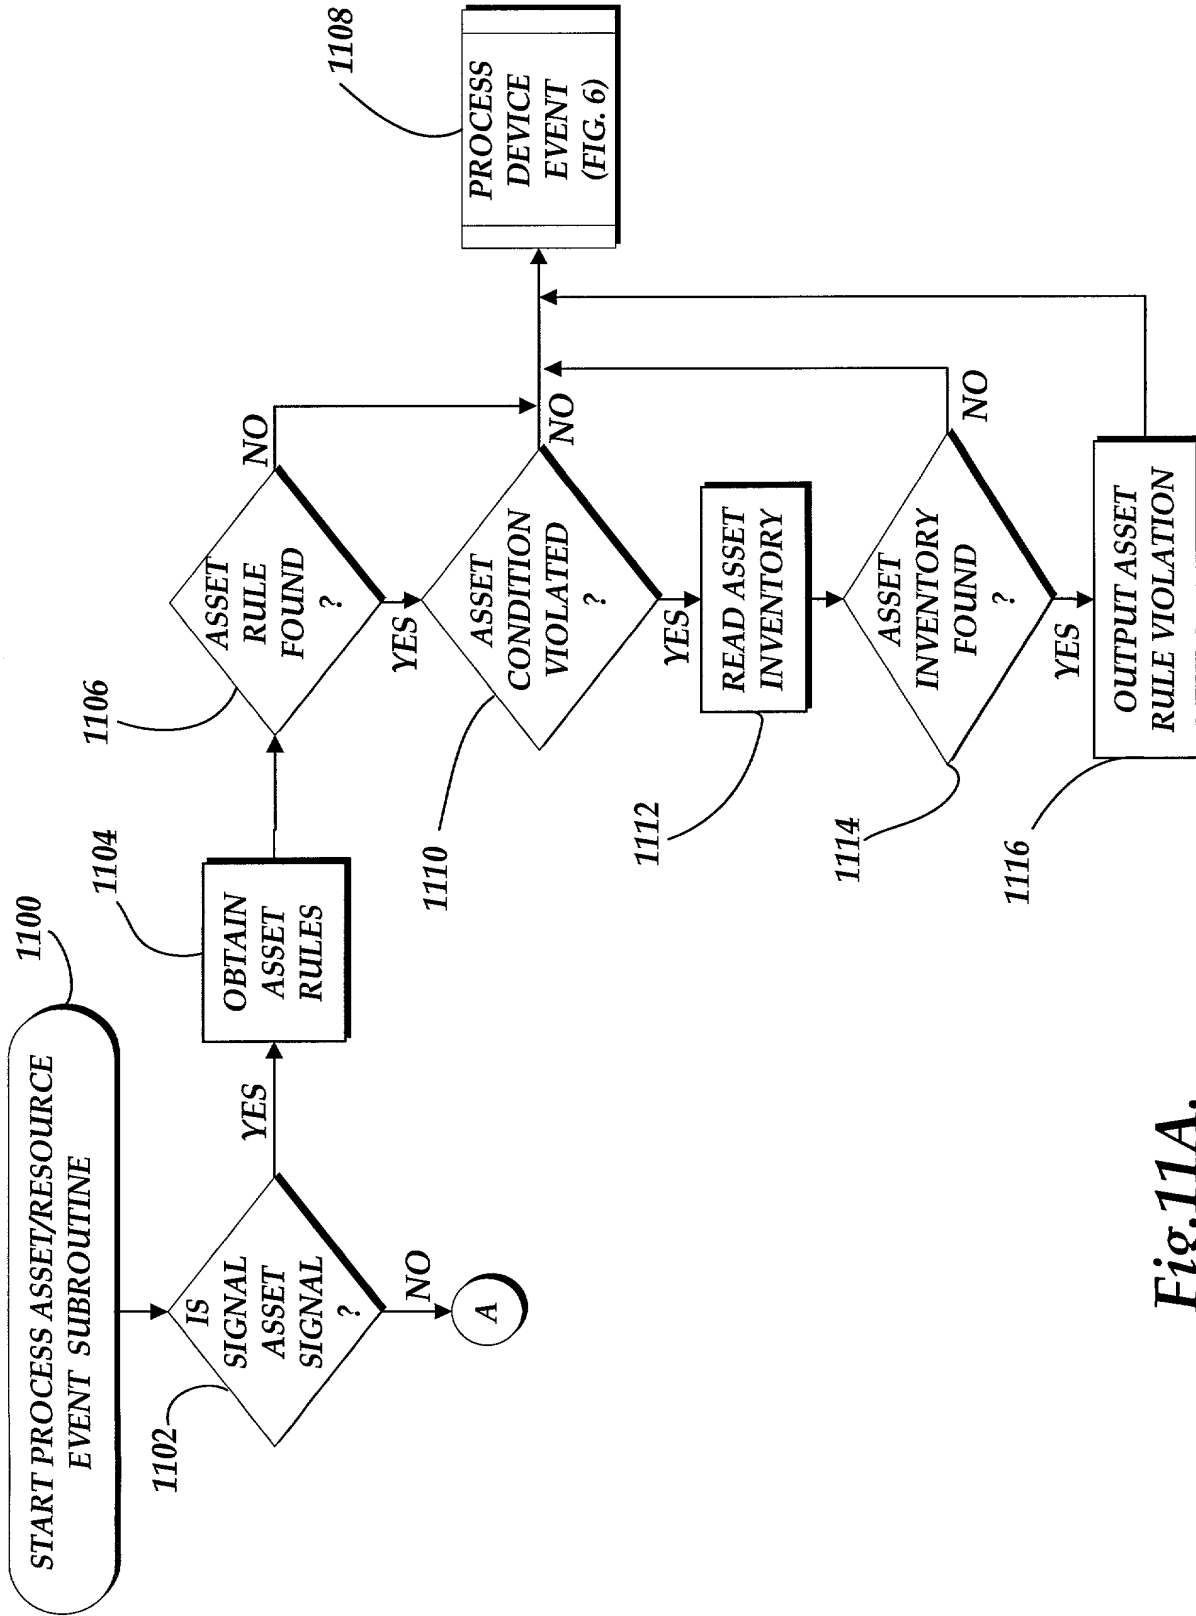 START PROCESS ASSET/RESOURCE
EVENT SUBROUTINE
1100
IS
SIGNAL
ASSET
SIGNAL
?
1102
YES
NO
A
OBTAIN
ASSET
RULES
1104
ASSET
RULE
FOUND
?
1106
NO
YES
PROCESS
DEVICE
EVENT
(FIG. 6)
1108
ASSET
CONDITION
VIOLATED
?
1110
NO
YES
READ ASSET
INVENTORY
1112
ASSET
INVENTORY
FOUND
?
1114
NO
YES
OUTPUT ASSET
RULE VIOLATION
1116
Fig.11A.